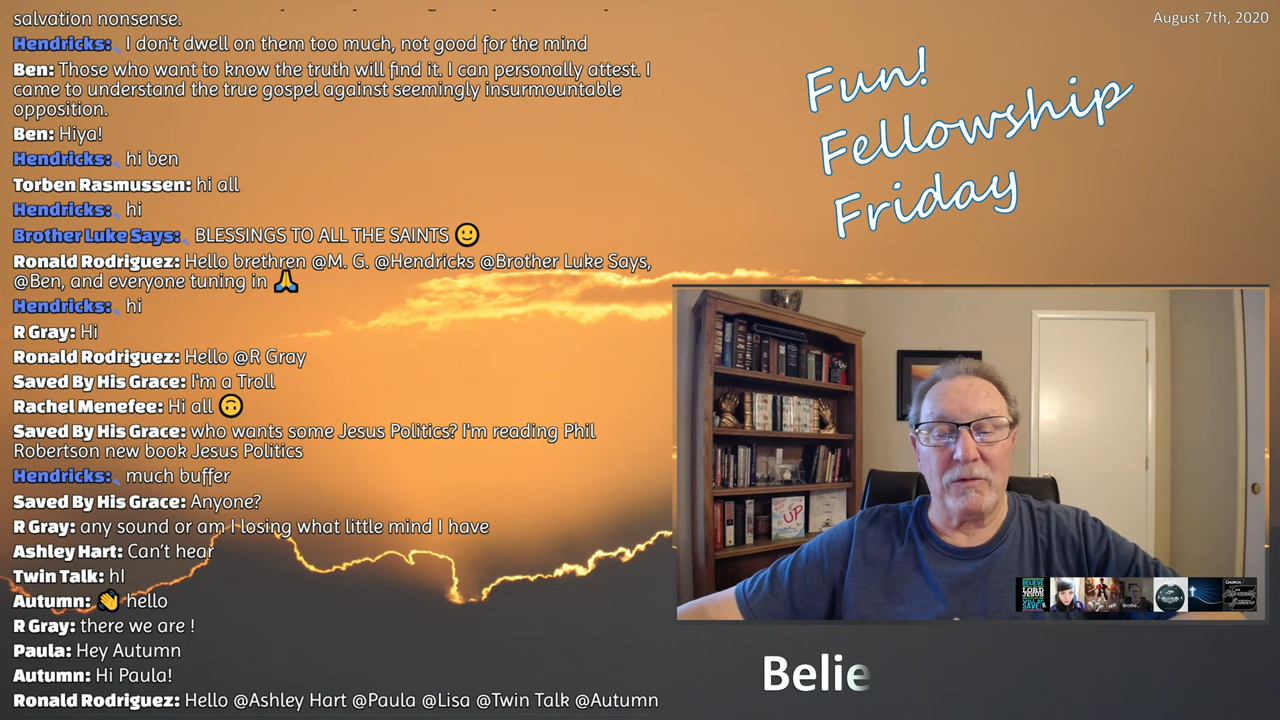 salvation nonsense.
Hendricks: I don't dwell on them too much, not good for the mind
Ben: Those who want to know the truth will find it. I can personally attest. I
came to understand the true gospel against seemingly insurmountable
opposition.
Ben: Hiya!
Hendricks: hi ben
Torben Rasmussen: hi all
Hendricks: hi
Brother Luke Says: BLESSINGS TO ALL THE SAINTS 🙂
Ronald Rodriguez: Hello brethren @M. G. @Hendricks @Brother Luke Says,
@Ben, and everyone tuning in 🙏
Hendricks: hi
R Gray: Hi
Ronald Rodriguez: Hello @R Gray
Saved By His Grace: I'm a Troll
Rachel Menefee: Hi all 🙃
Saved By His Grace: who wants some Jesus Politics? I'm reading Phil
Robertson new book Jesus Politics
Hendricks: much buffer
Saved By His Grace: Anyone?
R Gray: any sound or am I losing what little mind I have
Ashley Hart: Can't hear
Twin Talk: hI
Autumn: 👋 hello
R Gray: there we are !
Paula: Hey Autumn
Autumn: Hi Paula!
Ronald Rodriguez: Hello @Ashley Hart @Paula @Lisa @Twin Talk @Autumn
August 7th, 2020
Fun!
Fellowship
Friday
UP
BELIEVE
LORD
JESUS
SAVE
CHURCH
Belie